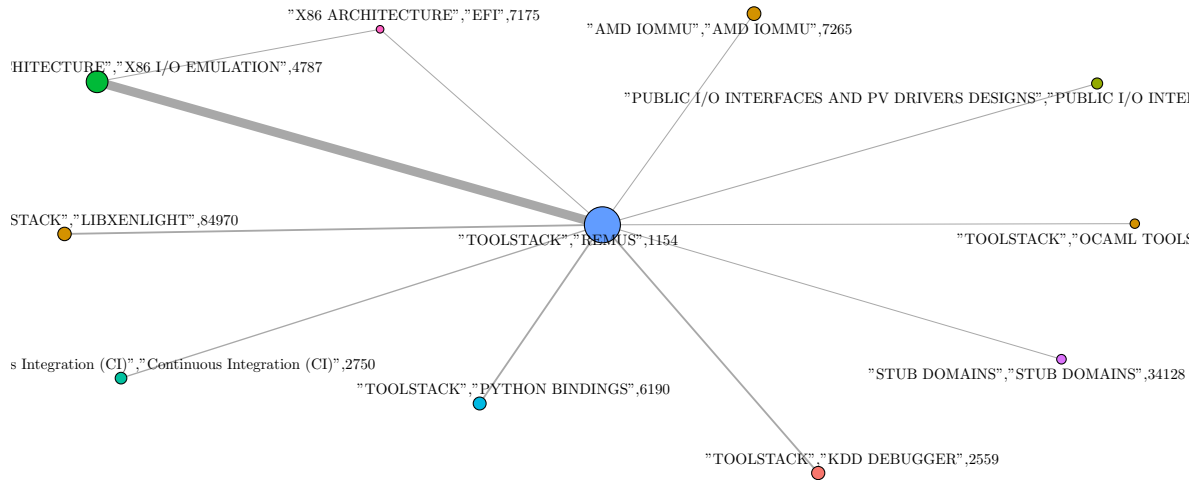 "X86 ARCHITECTURE","EFI",7175
"AMD IOMMU","AMD IOMMU",7265
HITECTURE","X86 I/O EMULATION",4787
"PUBLIC I/O INTERFACES AND PV DRIVERS DESIGNS","PUBLIC I/O INTE
STACK","LIBXENLIGHT",84970
"TOOLSTACK","REMUS",1154
"TOOLSTACK","OCAML TOOLS
s Integration (CI)","Continuous Integration (CI)",2750
"STUB DOMAINS","STUB DOMAINS",34128
"TOOLSTACK","PYTHON BINDINGS",6190
"TOOLSTACK","KDD DEBUGGER",2559